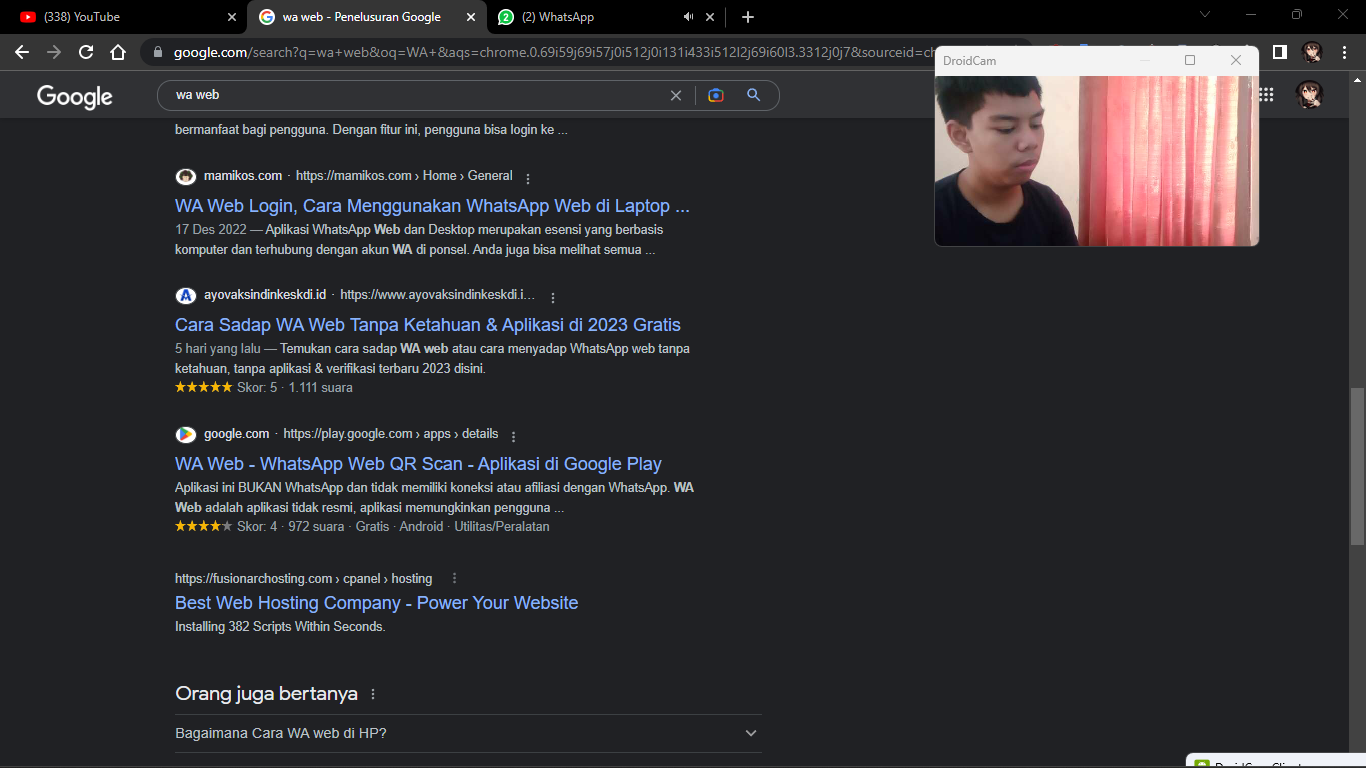 (338) YouTube
wa web - Penelusuran Google
(2) WhatsApp
google.com/search?q=wa+web&oq=WA+&aqs=chrome.0.69i59j69i57j0i512j0i131i433i512l2j69i60l3.3312j0j7&sourceid=ch
DroidCam
Google
wa web
bermanfaat bagi pengguna. Dengan fitur ini, pengguna bisa login ke ...
mamikos.com · https://mamikos.com › Home › General
WA Web Login, Cara Menggunakan WhatsApp Web di Laptop ...
17 Des 2022 — Aplikasi WhatsApp Web dan Desktop merupakan esensi yang berbasis
komputer dan terhubung dengan akun WA di ponsel. Anda juga bisa melihat semua ...
ayovaksindinkeskdi.id · https://www.ayovaksindinkeskdi.i...
Cara Sadap WA Web Tanpa Ketahuan & Aplikasi di 2023 Gratis
5 hari yang lalu — Temukan cara sadap WA web atau cara menyadap WhatsApp web tanpa
ketahuan, tanpa aplikasi & verifikasi terbaru 2023 disini.
★★★★★ Skor: 5 · 1.111 suara
google.com · https://play.google.com › apps › details
WA Web - WhatsApp Web QR Scan - Aplikasi di Google Play
Aplikasi ini BUKAN WhatsApp dan tidak memiliki koneksi atau afiliasi dengan WhatsApp. WA
Web adalah aplikasi tidak resmi, aplikasi memungkinkan pengguna ...
★★★★★ Skor: 4 · 972 suara · Gratis · Android · Utilitas/Peralatan
https://fusionarchosting.com › cpanel › hosting
Best Web Hosting Company - Power Your Website
Installing 382 Scripts Within Seconds.
Orang juga bertanya
Bagaimana Cara WA web di HP?